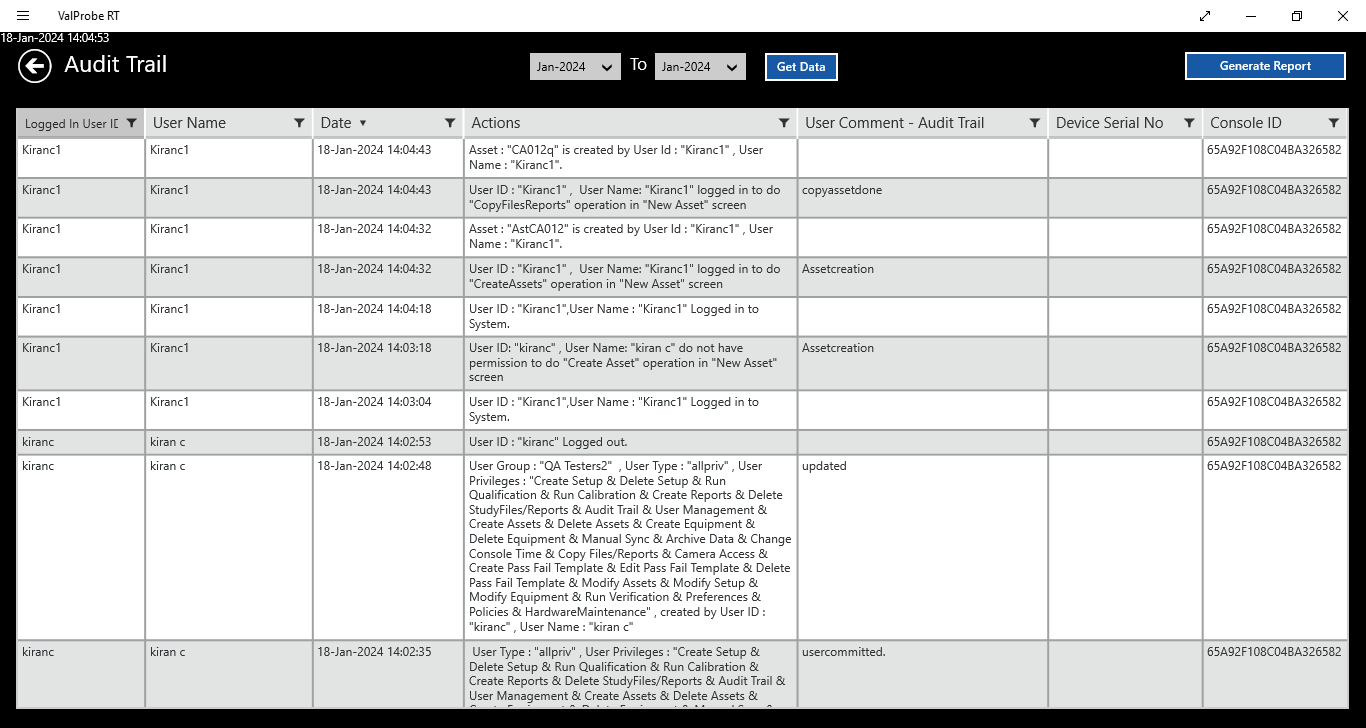 ValProbe RT
18-Jan-2024 14:04:53
Audit Trail
Jan-2024 To Jan-2024 Get Data Generate Report
Logged In User ID User Name Date Actions User Comment - Audit Trail Device Serial No Console ID
Kiranc1 Kiranc1 18-Jan-2024 14:04:43 Asset : "CA012q" is created by User Id : "Kiranc1" , User 65A92F108C04BA326582
Name : "Kiranc1".
Kiranc1 Kiranc1 18-Jan-2024 14:04:43 User ID : "Kiranc1" , User Name: "Kiranc1" logged in to do copyassetdone 65A92F108C04BA326582
"CopyFilesReports" operation in "New Asset" screen
Kiranc1 Kiranc1 18-Jan-2024 14:04:32 Asset : "AstCA012" is created by User Id : "Kiranc1" , User 65A92F108C04BA326582
Name : "Kiranc1".
Kiranc1 Kiranc1 18-Jan-2024 14:04:32 User ID : "Kiranc1" , User Name: "Kiranc1" logged in to do Assetcreation 65A92F108C04BA326582
"CreateAssets" operation in "New Asset" screen
Kiranc1 Kiranc1 18-Jan-2024 14:04:18 User ID : "Kiranc1",User Name : "Kiranc1" Logged in to 65A92F108C04BA326582
System.
Kiranc1 Kiranc1 18-Jan-2024 14:03:18 User ID: "kiranc" , User Name: "kiran c" do not have Assetcreation 65A92F108C04BA326582
permission to do "Create Asset" operation in "New Asset"
screen
Kiranc1 Kiranc1 18-Jan-2024 14:03:04 User ID : "Kiranc1",User Name : "Kiranc1" Logged in to 65A92F108C04BA326582
System.
kiranc kiran c 18-Jan-2024 14:02:53 User ID : "kiranc" Logged out. 65A92F108C04BA326582
kiranc kiran c 18-Jan-2024 14:02:48 User Group : "QA Testers2" , User Type : "allpriv" , User updated 65A92F108C04BA326582
Privileges : "Create Setup & Delete Setup & Run
Qualification & Run Calibration & Create Reports & Delete
StudyFiles/Reports & Audit Trail & User Management &
Create Assets & Delete Assets & Create Equipment &
Delete Equipment & Manual Sync & Archive Data & Change
Console Time & Copy Files/Reports & Camera Access &
Create Pass Fail Template & Edit Pass Fail Template & Delete
Pass Fail Template & Modify Assets & Modify Setup &
Modify Equipment & Run Verification & Preferences &
Policies & HardwareMaintenance" , created by User ID :
"kiranc" , User Name : "kiran c"
kiranc kiran c 18-Jan-2024 14:02:35 User Type : "allpriv" , User Privileges : "Create Setup & usercommitted. 65A92F108C04BA326582
Delete Setup & Run Qualification & Run Calibration &
Create Reports & Delete StudyFiles/Reports & Audit Trail &
User Management & Create Assets & Delete Assets &